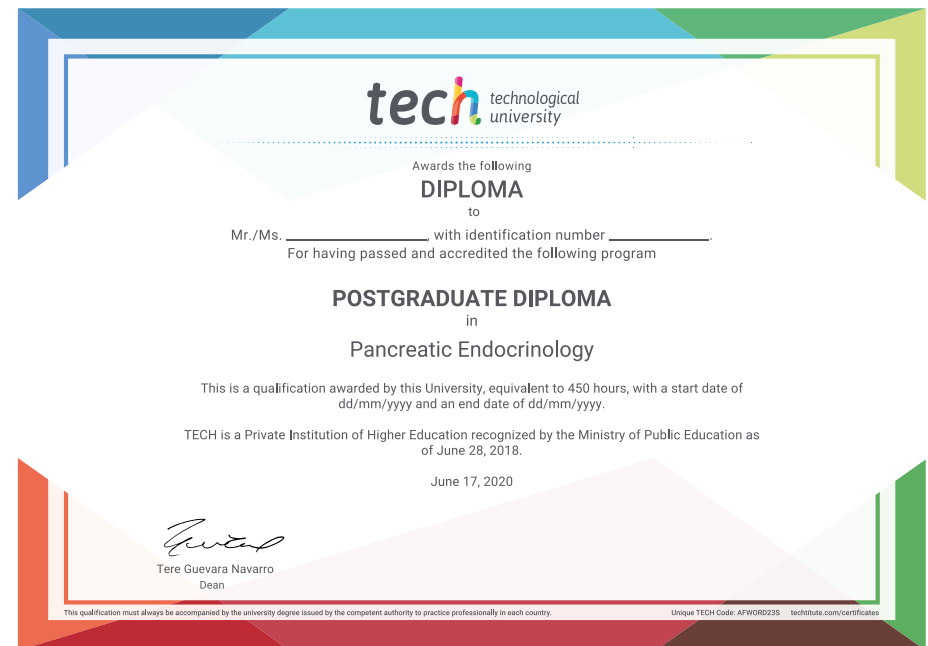 tech technological
university
Awards the following
DIPLOMA
to
Mr./Ms. ____________________, with identification number ______________.
For having passed and accredited the following program
POSTGRADUATE DIPLOMA
in
Pancreatic Endocrinology
This is a qualification awarded by this University, equivalent to 450 hours, with a start date of
dd/mm/yyyy and an end date of dd/mm/yyyy.
TECH is a Private Institution of Higher Education recognized by the Ministry of Public Education as
of June 28, 2018.
June 17, 2020
Tere Guevara Navarro
Dean
This qualification must always be accompanied by the university degree issued by the competent authority to practice professionally in each country. Unique TECH Code: AFWORD23S techtitute.com/certificates